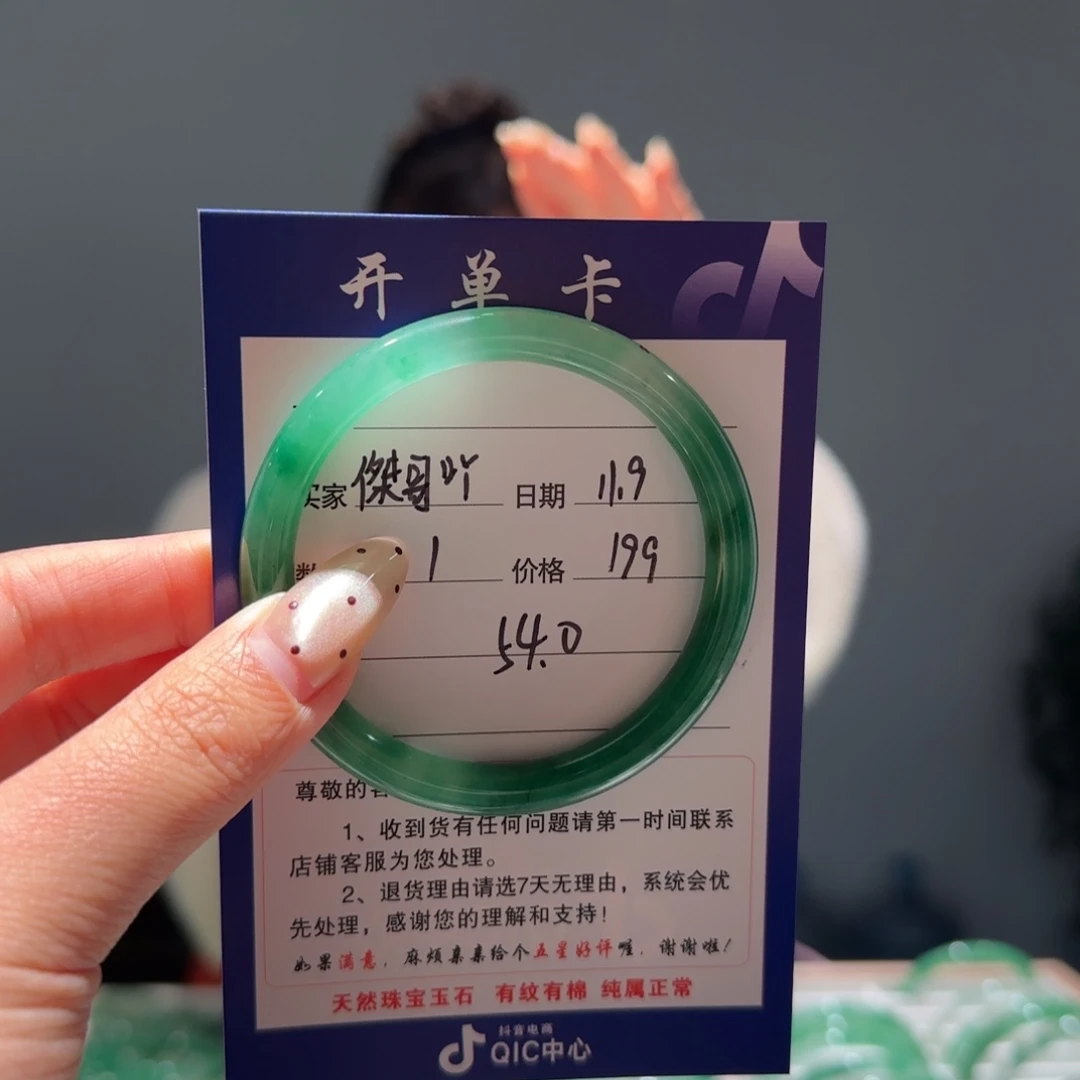 开单卡
买家 傑哥吖 日期 11.9
数 1 价格 199
54.0
尊敬的客
1、收到货有任何问题请第一时间联系
店铺客服为您处理。
2、退货理由请选7天无理由，系统会优
先处理，感谢您的理解和支持！
如果满意，麻烦亲亲给个五星好评喔，谢谢啦！
天然珠宝玉石 有纹有棉 纯属正常
抖音电商
QIC中心